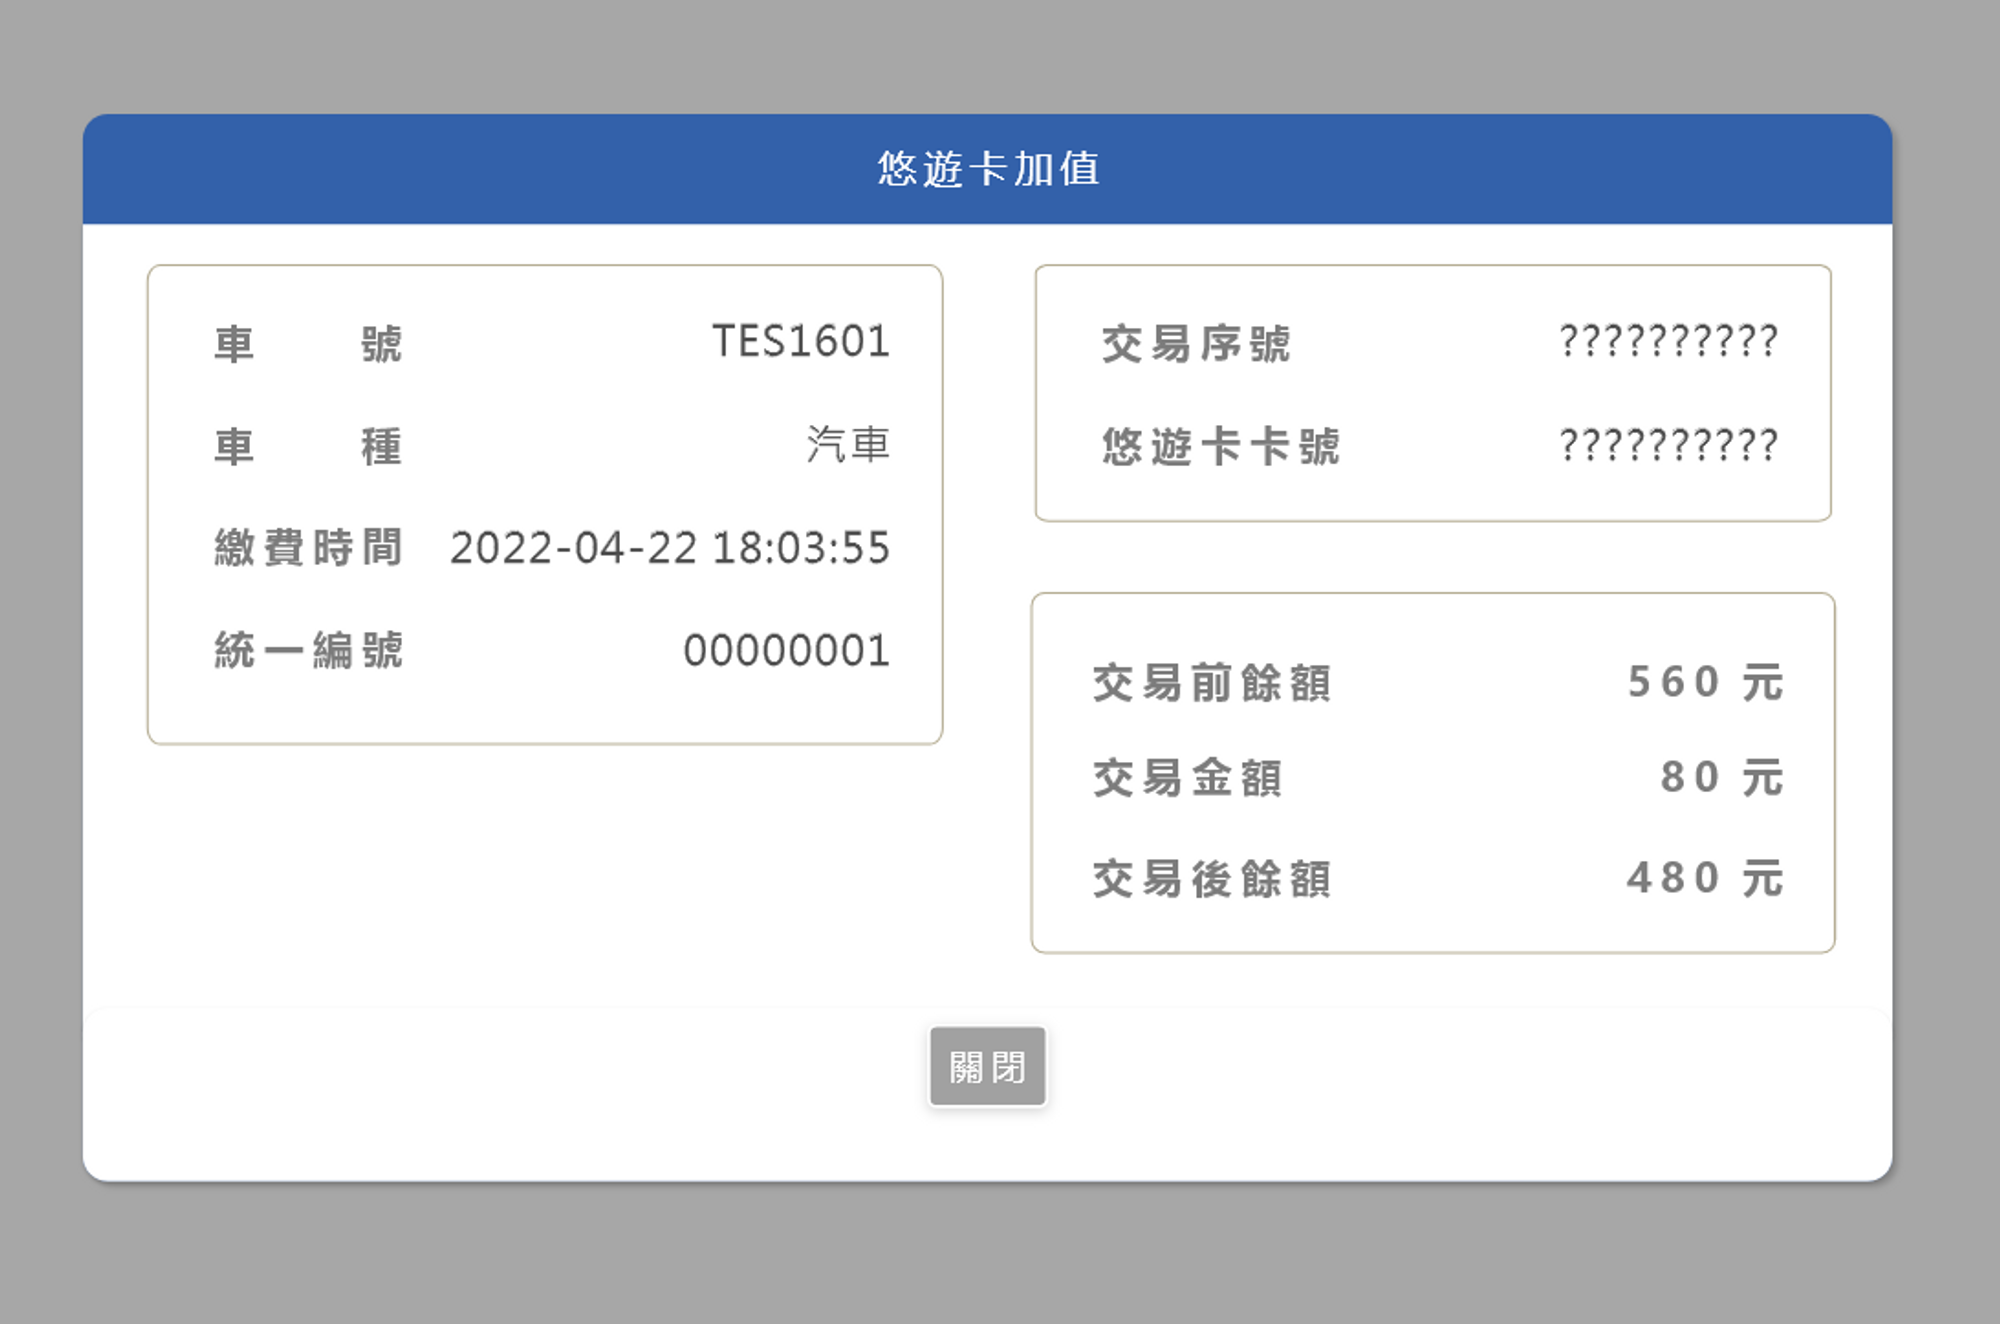 悠遊卡加值
車 號 TES1601
車 種 汽車
繳費時間 2022-04-22 18:03:55
統一編號 00000001
交易序號 ??????????
悠遊卡卡號 ??????????
交易前餘額 560 元
交易金額 80 元
交易後餘額 480 元
關閉